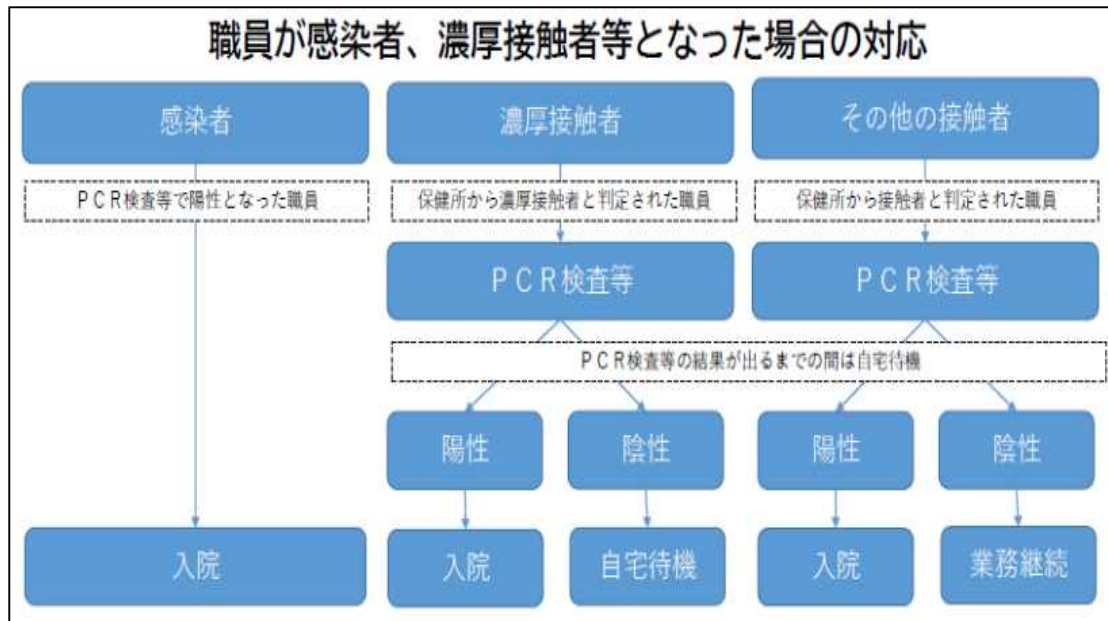 職員が感染者、濃厚接触者等となった場合の対応
感染者
濃厚接触者
その他の接触者
ＰＣＲ検査等で陽性となった職員
保健所から濃厚接触者と判定された職員
保健所から接触者と判定された職員
ＰＣＲ検査等
ＰＣＲ検査等
ＰＣＲ検査等の結果が出るまでの間は自宅待機
陽性
陰性
陽性
陰性
入院
入院
自宅待機
入院
業務継続